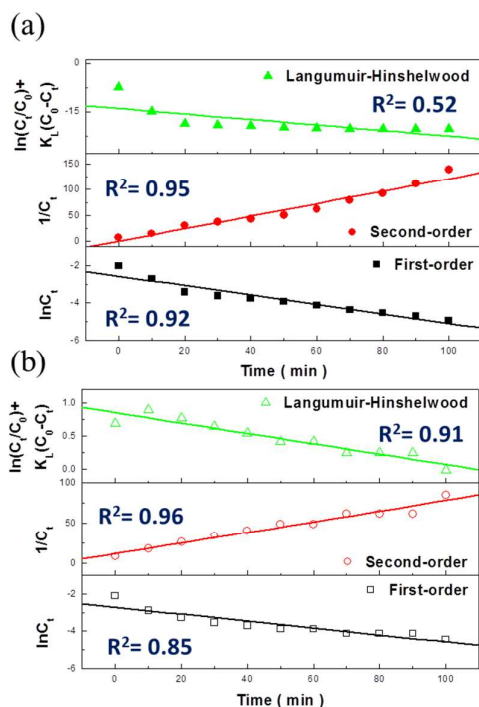 (a)
ln(Cₜ/C₀)+
K_L(C₀-Cₜ)
0
-15
Langumuir-Hinshelwood
R²= 0.52
1/Cₜ
150
100
50
0
R²= 0.95
Second-order
lnCₜ
-2
-4
-6
First-order
R²= 0.92
0 20 40 60 80 100
Time ( min )
(b)
ln(Cₜ/C₀)+
K_L(C₀-Cₜ)
1.0
0.5
0.0
Langumuir-Hinshelwood
R²= 0.91
1/Cₜ
100
50
0
R²= 0.96
Second-order
lnCₜ
-2
-4
-6
First-order
R²= 0.85
0 20 40 60 80 100
Time ( min )